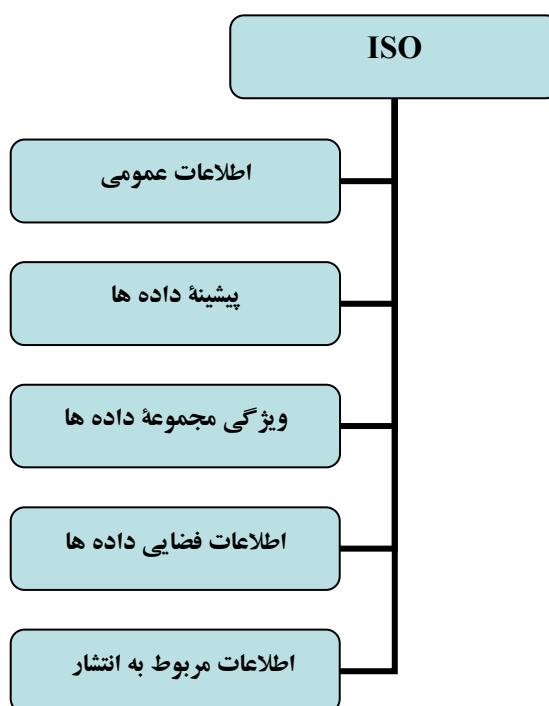 ISO
اطلاعات عمومی
پیشینۀ داده ها
ویژگی مجموعۀ داده ها
اطلاعات فضایی داده ها
اطلاعات مربوط به انتشار